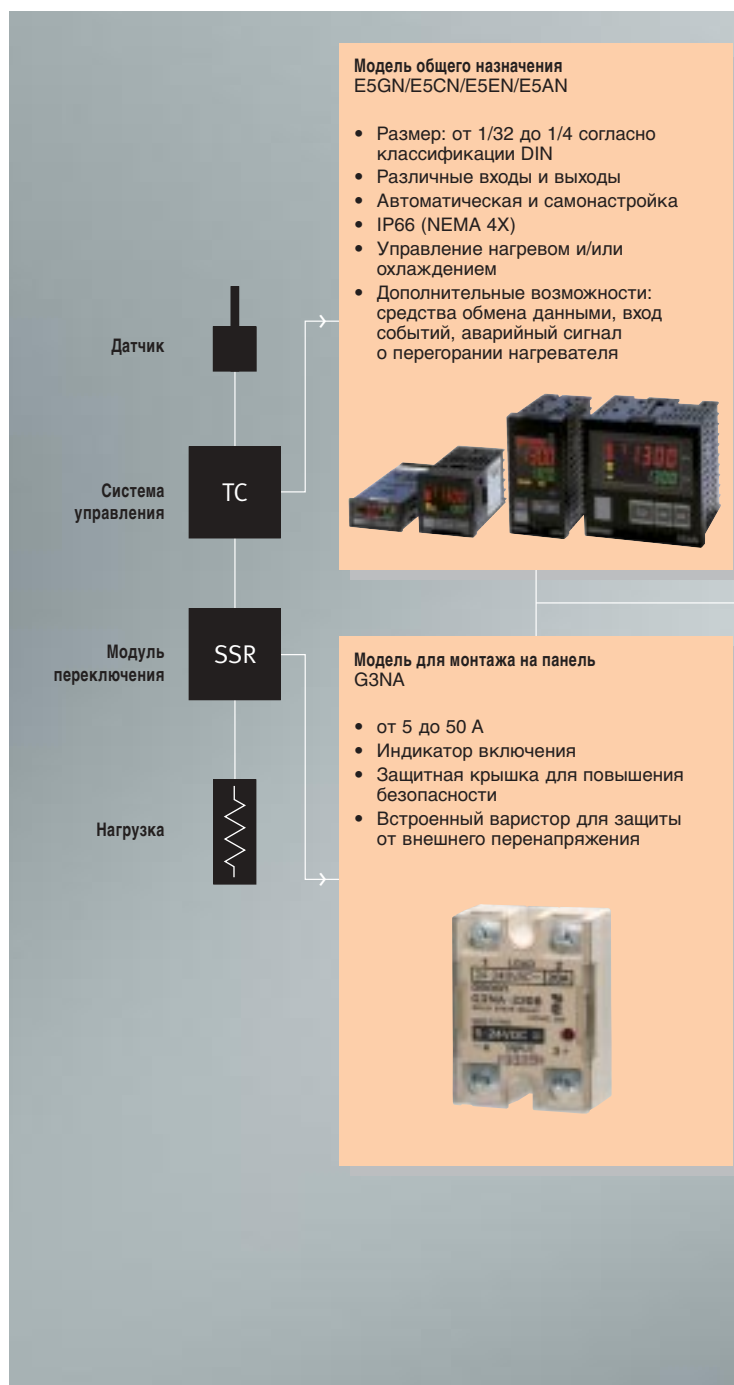 Модель общего назначения
E5GN/E5CN/E5EN/E5AN
• Размер: от 1/32 до 1/4 согласно
классификации DIN
• Различные входы и выходы
• Автоматическая и самонастройка
• IP66 (NEMA 4X)
• Управление нагревом и/или
охлаждением
• Дополнительные возможности:
средства обмена данными, вход
событий, аварийный сигнал
о перегорании нагревателя
Датчик
Система
управления
TC
Модуль
переключения
SSR
Нагрузка
Модель для монтажа на панель
G3NA
• от 5 до 50 A
• Индикатор включения
• Защитная крышка для повышения
безопасности
• Встроенный варистор для защиты
от внешнего перенапряжения
1 LOAD 2